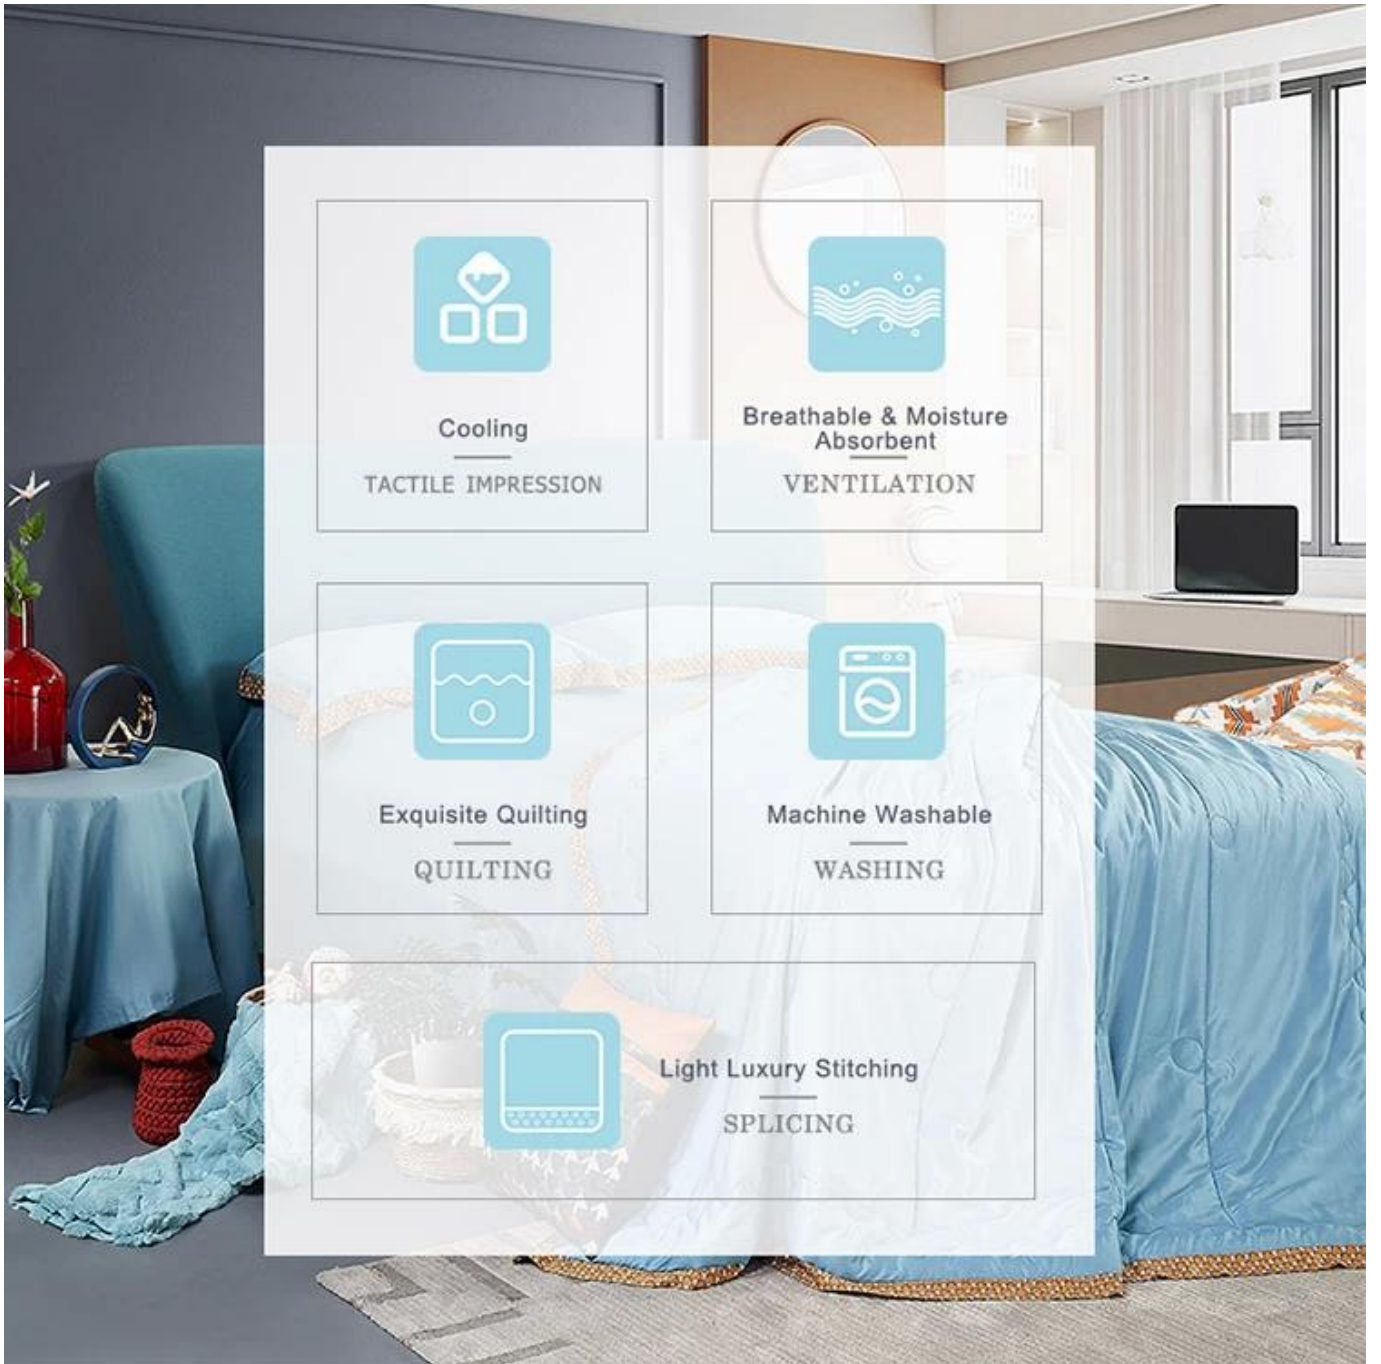 Cooling
TACTILE IMPRESSION
Breathable & Moisture
Absorbent
VENTILATION
Exquisite Quilting
QUILTING
Machine Washable
WASHING
Light Luxury Stitching
SPLICING